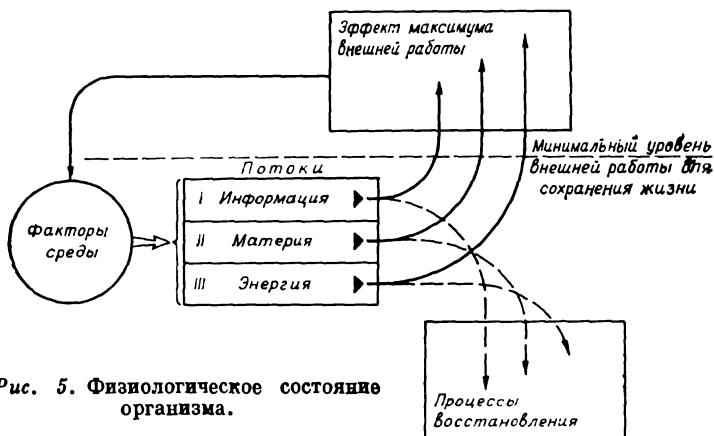 Эффект максимума
внешней работы
Минимальный уровень
внешней работы для
сохранения жизни
Потоки
I Информация
II Материя
III Энергия
Факторы
среды
Процессы
восстановления
Рис. 5. Физиологическое состояние
организма.